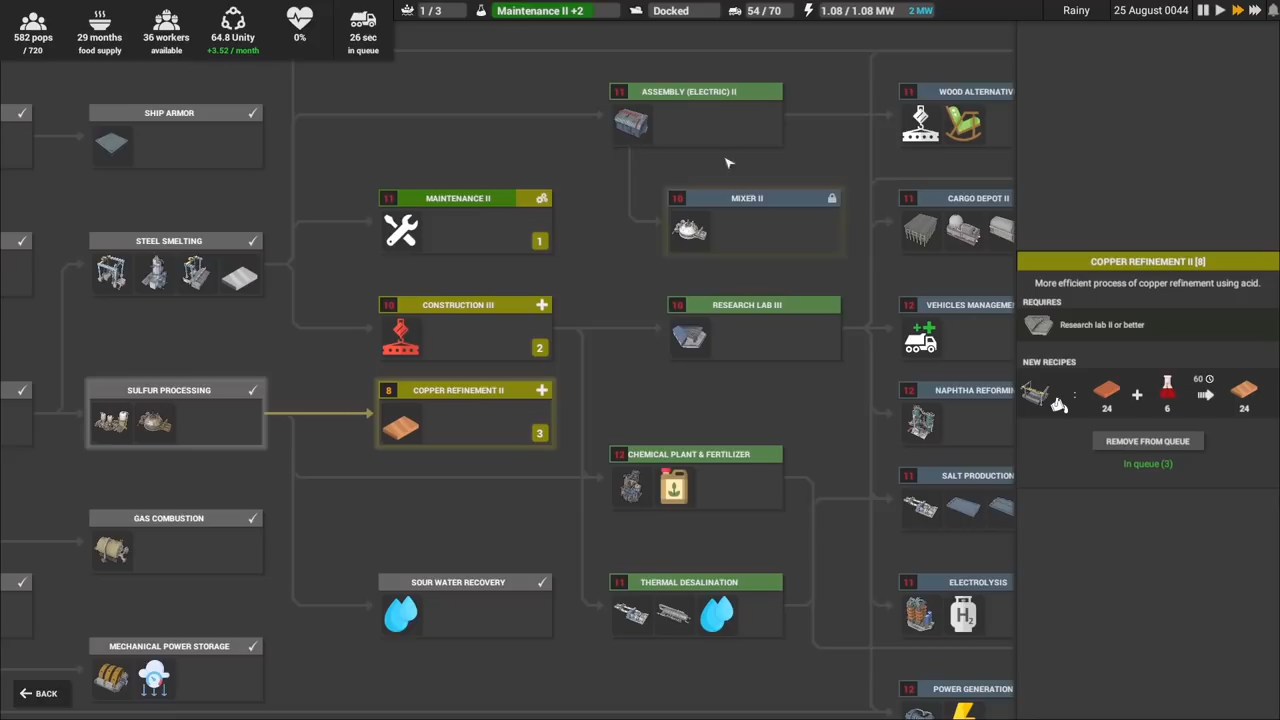 582 pops
/ 720
29 months
food supply
36 workers
available
64.8 Unity
+3.52 / month
0%
26 sec
in queue
1 / 3
Maintenance II +2
Docked
54 / 70
1.08 / 1.08 MW
2 MW
Rainy
25 August 0044
SHIP ARMOR
STEEL SMELTING
SULFUR PROCESSING
GAS COMBUSTION
MECHANICAL POWER STORAGE
11 MAINTENANCE II
1
10 CONSTRUCTION III
2
8 COPPER REFINEMENT II
3
SOUR WATER RECOVERY
11 ASSEMBLY (ELECTRIC) II
10 MIXER II
10 RESEARCH LAB III
12 CHEMICAL PLANT & FERTILIZER
11 THERMAL DESALINATION
11 WOOD ALTERNATIV
11 CARGO DEPOT II
12 VEHICLES MANAGEME
12 NAPHTHA REFORMIN
11 SALT PRODUCTION
11 ELECTROLYSIS
H2
12 POWER GENERATION
COPPER REFINEMENT II [8]
More efficient process of copper refinement using acid.
REQUIRES
Research lab II or better
NEW RECIPES
: 24 + 6 60 24
REMOVE FROM QUEUE
In queue (3)
BACK